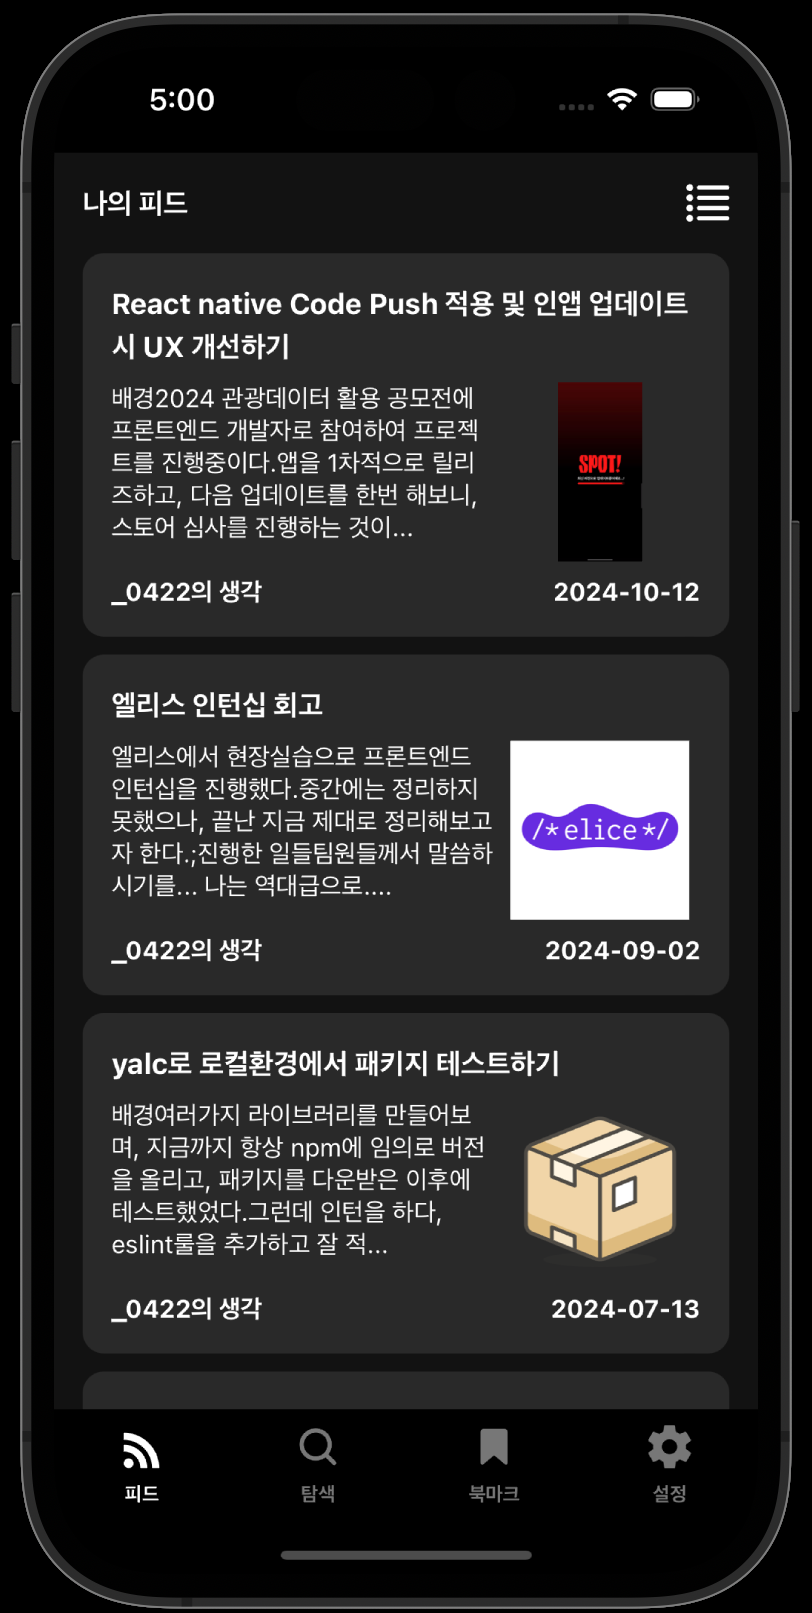 5:00
나의 피드
React native Code Push 적용 및 인앱 업데이트
시 UX 개선하기
배경2024 관광데이터 활용 공모전에
프론트엔드 개발자로 참여하여 프로젝
트를 진행중이다.앱을 1차적으로 릴리
즈하고, 다음 업데이트를 한번 해보니,
스토어 심사를 진행하는 것이...
SPOT!
_0422의 생각
2024-10-12
엘리스 인턴십 회고
엘리스에서 현장실습으로 프론트엔드
인턴십을 진행했다.중간에는 정리하지
못했으나, 끝난 지금 제대로 정리해보고
자 한다.;진행한 일들팀원들께서 말씀하
시기를... 나는 역대급으로....
/*elice*/
_0422의 생각
2024-09-02
yalc로 로컬환경에서 패키지 테스트하기
배경여러가지 라이브러리를 만들어보
며, 지금까지 항상 npm에 임의로 버전
을 올리고, 패키지를 다운받은 이후에
테스트했었다.그런데 인턴을 하다,
eslint룰을 추가하고 잘 적...
_0422의 생각
2024-07-13
피드
탐색
북마크
설정